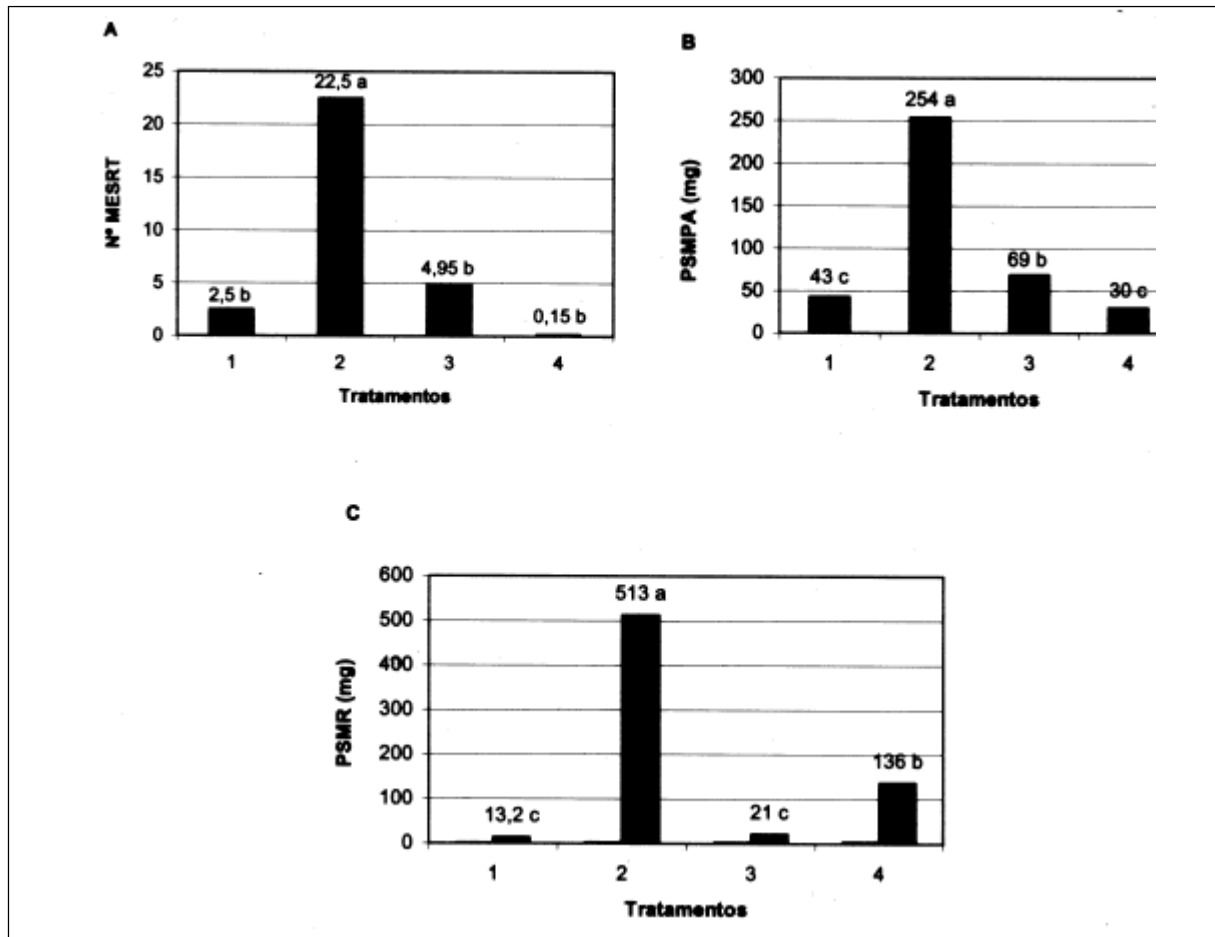 A
Nº MESRT
25
20
15
10
5
0
2,5 b
22,5 a
4,95 b
0,15 b
1 2 3 4
Tratamentos
B
PSMPA (mg)
300
250
200
150
100
50
0
43 c
254 a
69 b
30 c
1 2 3 4
Tratamentos
C
PSMR (mg)
600
500
400
300
200
100
0
13,2 c
513 a
21 c
136 b
1 2 3 4
Tratamentos